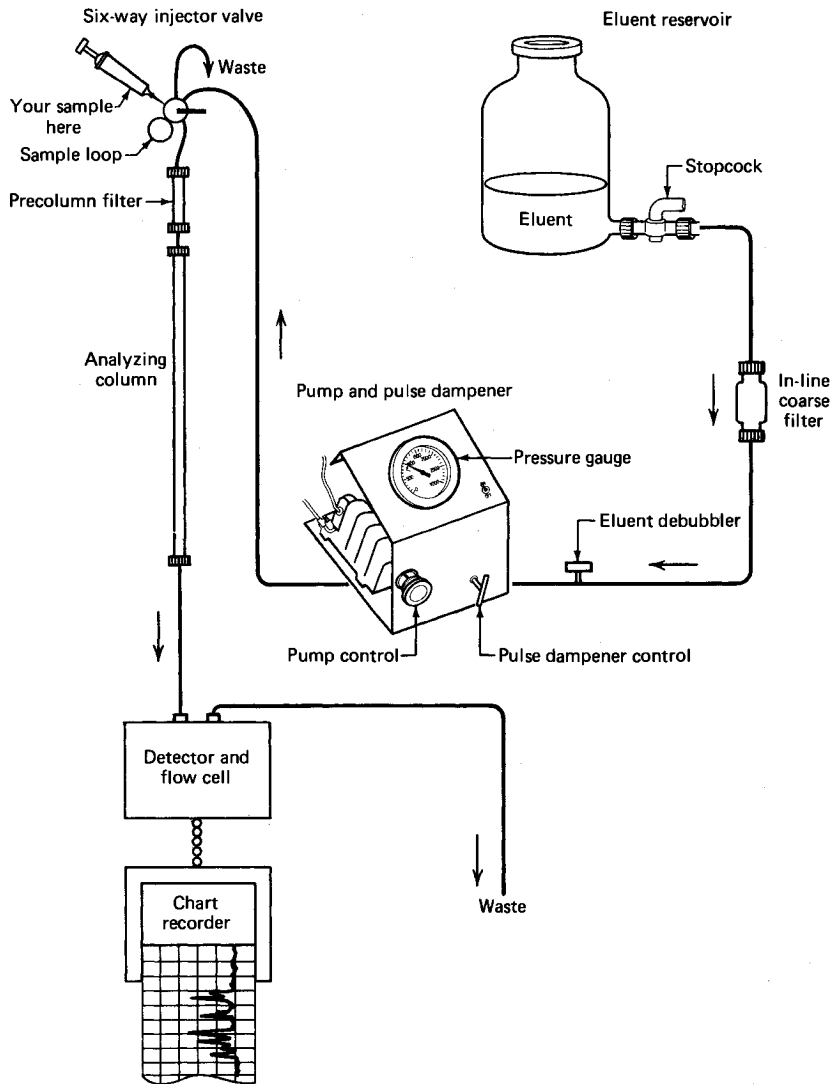 Six-way injector valve
Eluent reservoir
Waste
Your sample
here
Sample loop
Stopcock
Precolumn filter
Eluent
Analyzing
column
In-line
coarse
filter
Pump and pulse dampener
Pressure gauge
Eluent debubbler
Pump control
Pulse dampener control
Detector and
flow cell
Chart
recorder
Waste